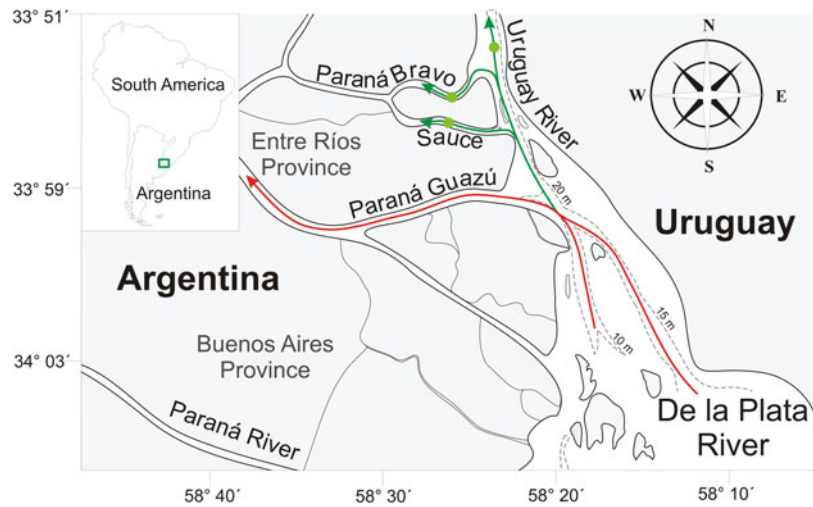 33° 51´
33° 59´
34° 03´
58° 40´
58° 30´
58° 20´
58° 10´
South America
Argentina
Paraná Bravo
Uruguay River
Sauce
Entre Ríos
Province
Paraná Guazú
20 m
15 m
10 m
Argentina
Uruguay
Buenos Aires
Province
Paraná River
De la Plata
River
N
W
E
S